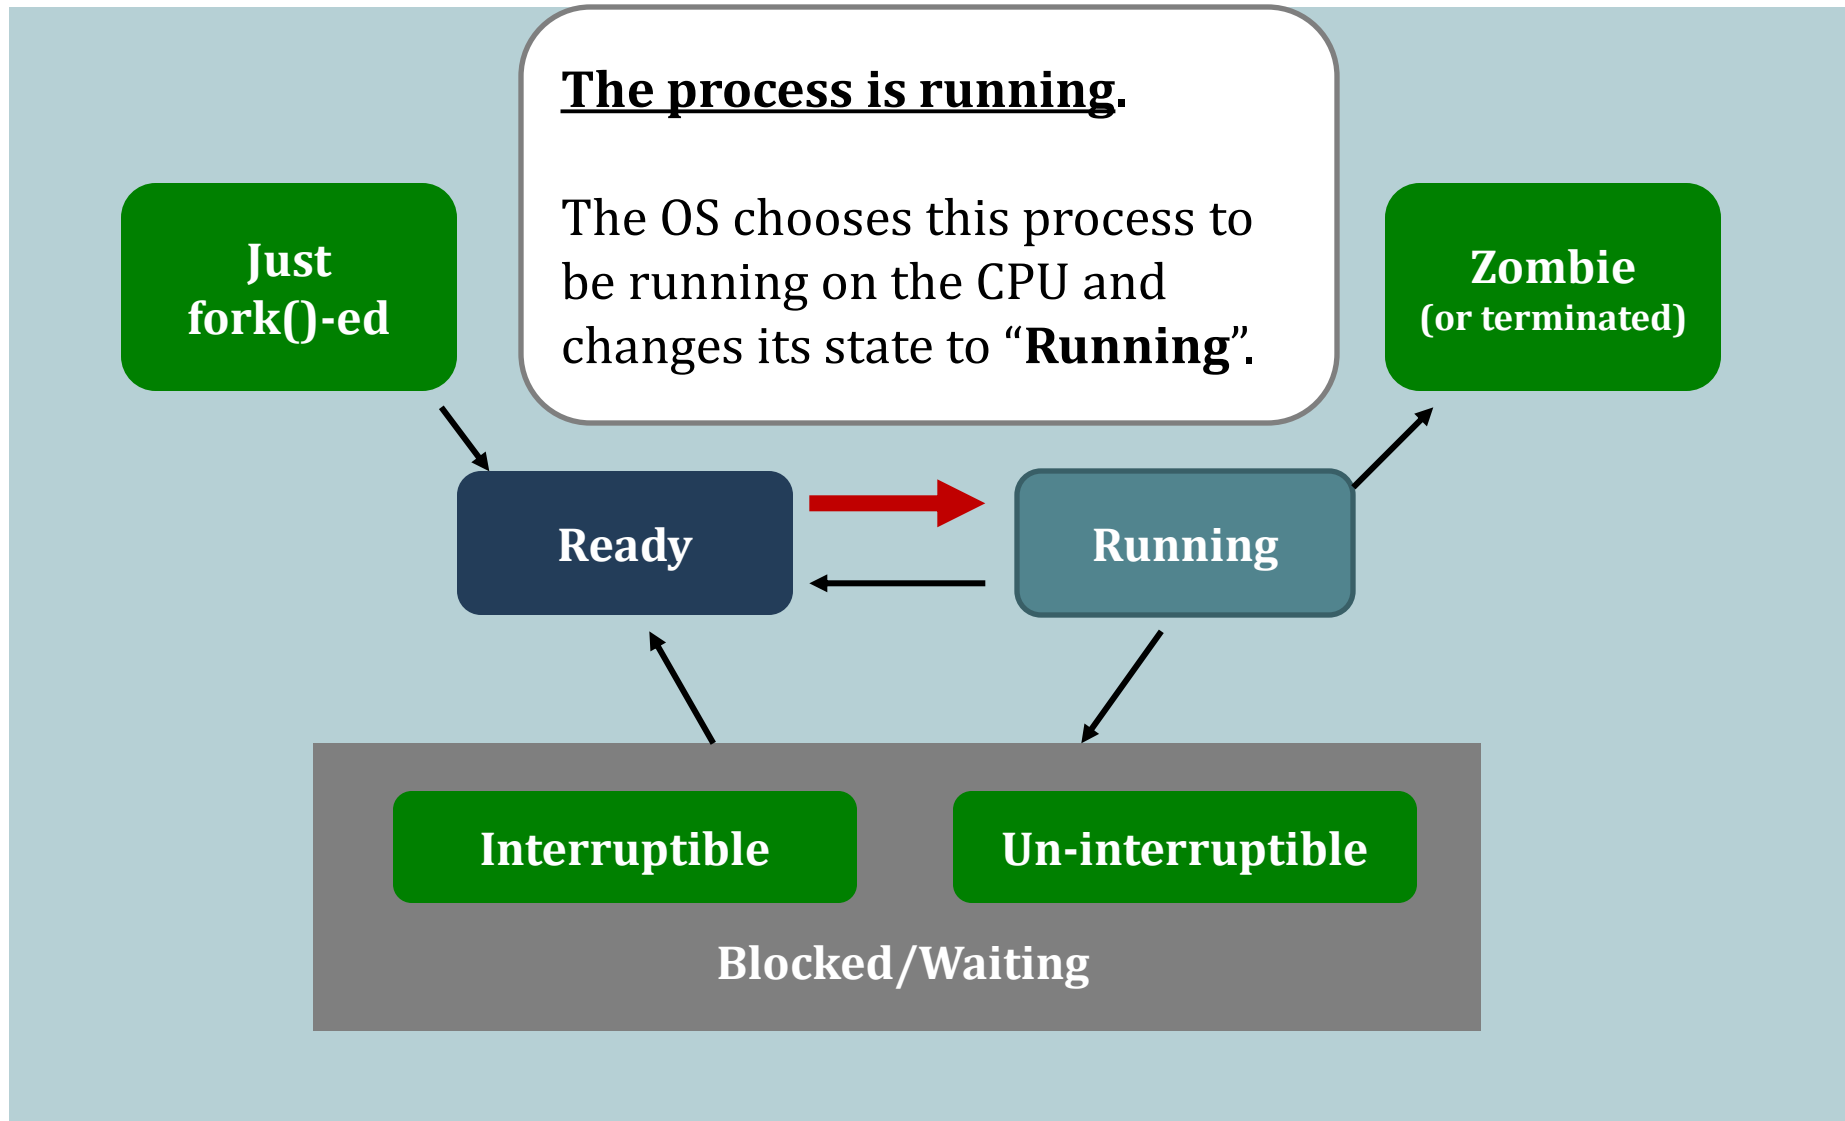 The process is running.
The OS chooses this process to
be running on the CPU and
changes its state to “Running”.
Just
fork()-ed
Zombie
(or terminated)
Ready
Running
Interruptible
Un-interruptible
Blocked/Waiting